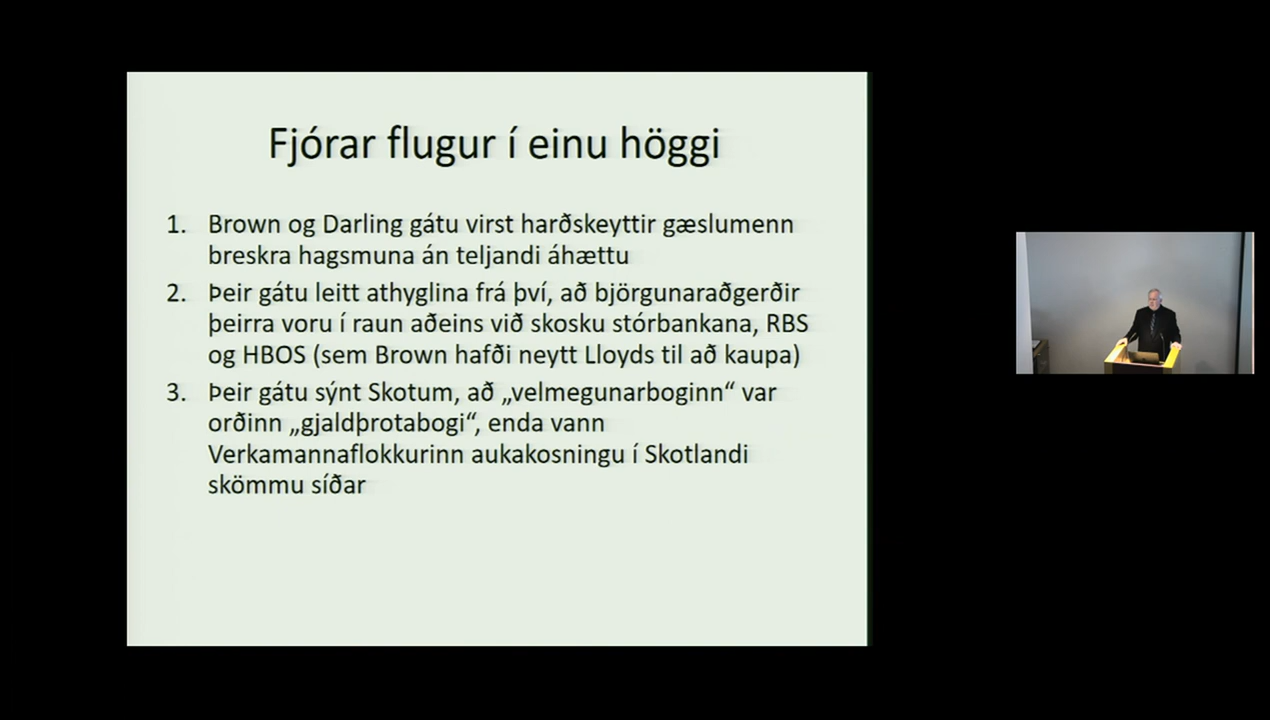 Fjórar flugur í einu höggi
1. Brown og Darling gátu virst harðskeyttir gæslumenn
breskra hagsmuna án teljandi áhættu
2. Þeir gátu leitt athyglina frá því, að björgunaraðgerðir
þeirra voru í raun aðeins við skosku stórbankana, RBS
og HBOS (sem Brown hafði neytt Lloyds til að kaupa)
3. Þeir gátu sýnt Skotum, að „velmegunarboginn“ var
orðinn „gjaldþrotabogi“, enda vann
Verkamannaflokkurinn aukakosningu í Skotlandi
skömmu síðar